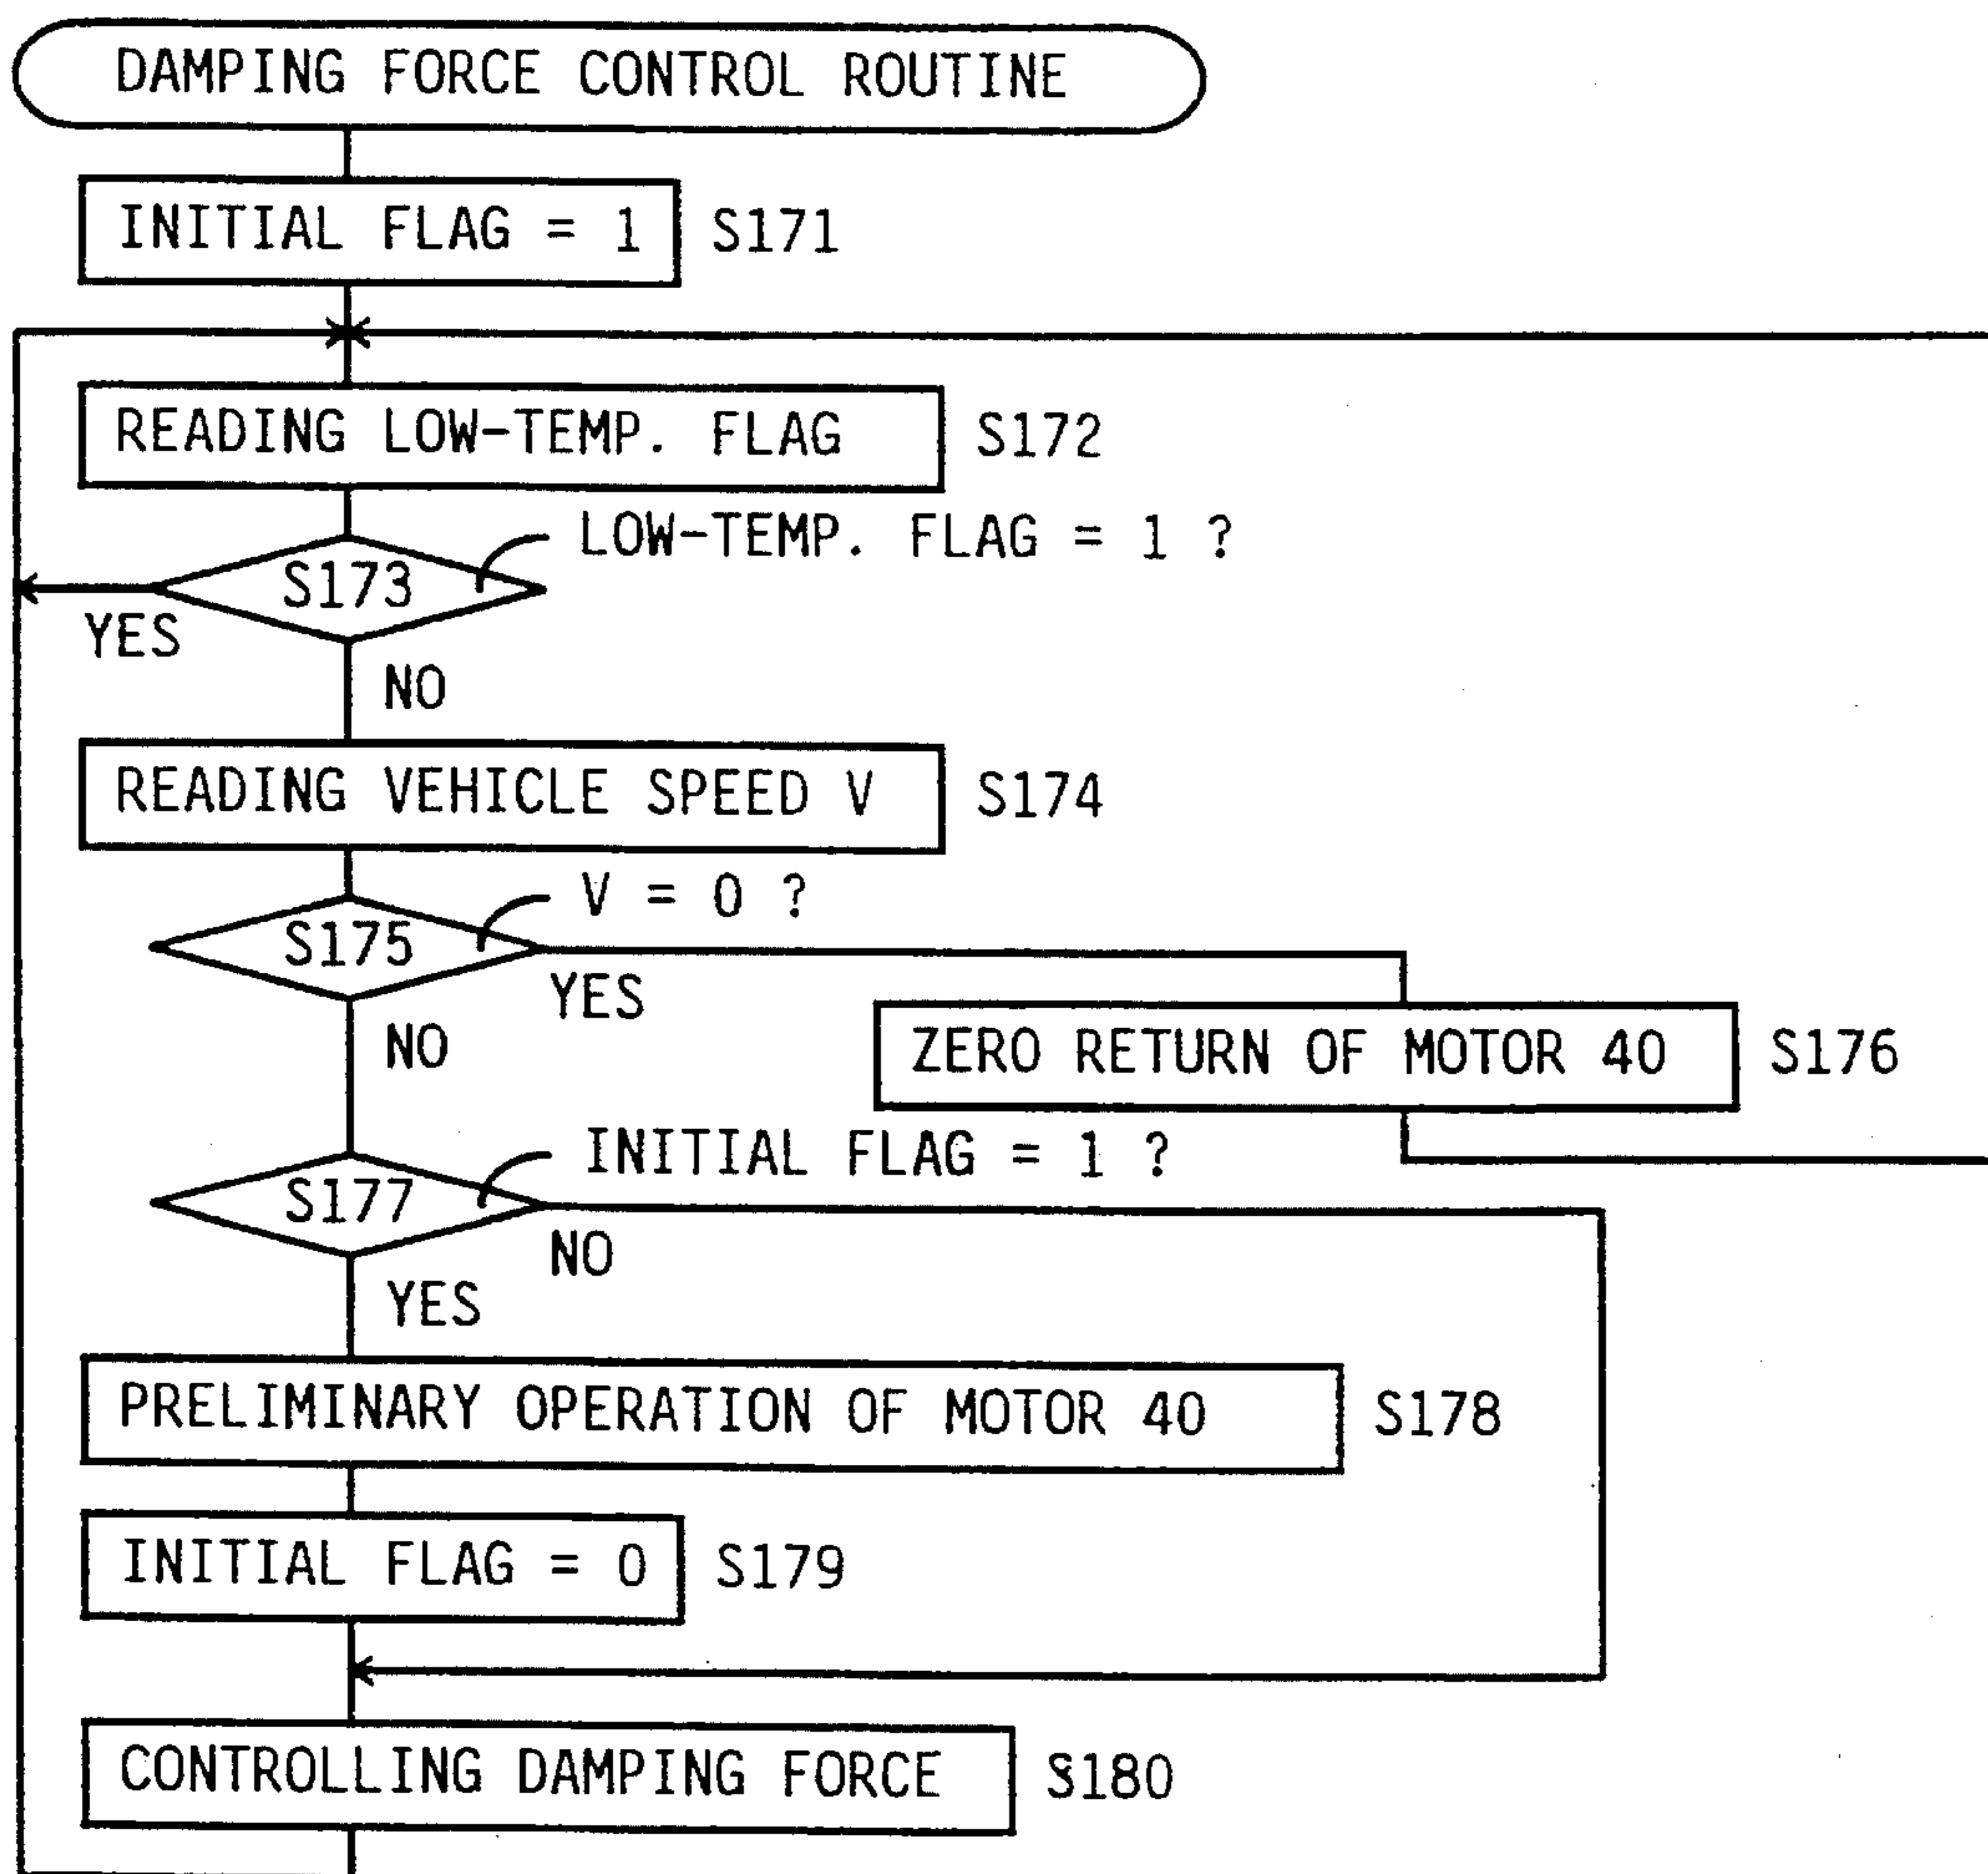 DAMPING FORCE CONTROL ROUTINE
INITIAL FLAG = 1 S171
READING LOW-TEMP. FLAG S172
LOW-TEMP. FLAG = 1 ?
S173
YES
NO
READING VEHICLE SPEED V S174
V = 0 ?
S175
YES
NO
ZERO RETURN OF MOTOR 40 S176
INITIAL FLAG = 1 ?
S177
NO
YES
PRELIMINARY OPERATION OF MOTOR 40 S178
INITIAL FLAG = 0 S179
CONTROLLING DAMPING FORCE S180